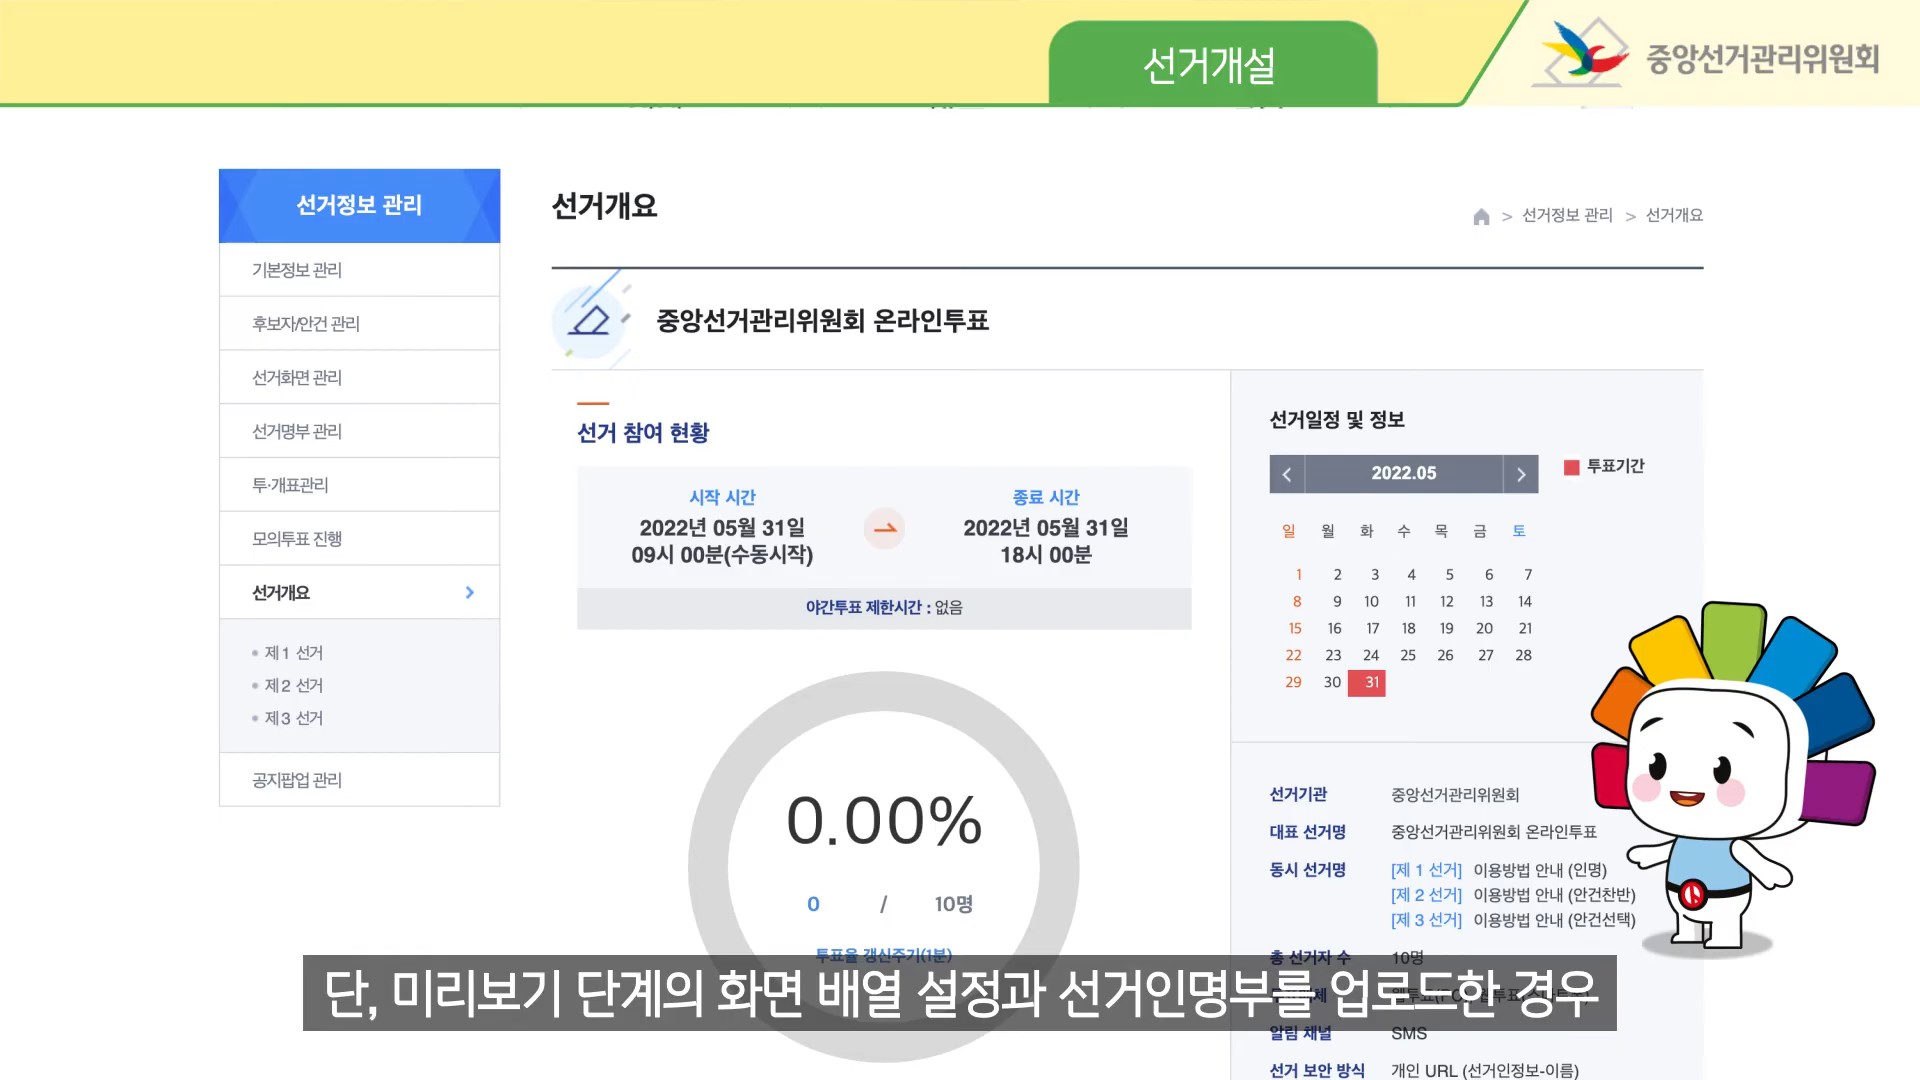 선거개설
중앙선거관리위원회
선거정보 관리
기본정보 관리
후보자/안건 관리
선거화면 관리
선거명부 관리
투·개표관리
모의투표 진행
선거개요
제 1 선거
제 2 선거
제 3 선거
공지팝업 관리
선거개요
> 선거정보 관리 > 선거개요
중앙선거관리위원회 온라인투표
선거 참여 현황
시작 시간
2022년 05월 31일
09시 00분(수동시작)
종료 시간
2022년 05월 31일
18시 00분
야간투표 제한시간 : 없음
0.00%
0 / 10명
투표율 갱신주기(1분)
선거일정 및 정보
2022.05
투표기간
일 월 화 수 목 금 토
1 2 3 4 5 6 7
8 9 10 11 12 13 14
15 16 17 18 19 20 21
22 23 24 25 26 27 28
29 30 31
선거기관 중앙선거관리위원회
대표 선거명 중앙선거관리위원회 온라인투표
동시 선거명 [제 1 선거] 이용방법 안내 (인명)
[제 2 선거] 이용방법 안내 (안건찬반)
[제 3 선거] 이용방법 안내 (안건선택)
총 선거자 수 10명
알림 채널 SMS
선거 보안 방식 개인 URL (선거인정보-이름)
단, 미리보기 단계의 화면 배열 설정과 선거인명부를 업로드한 경우